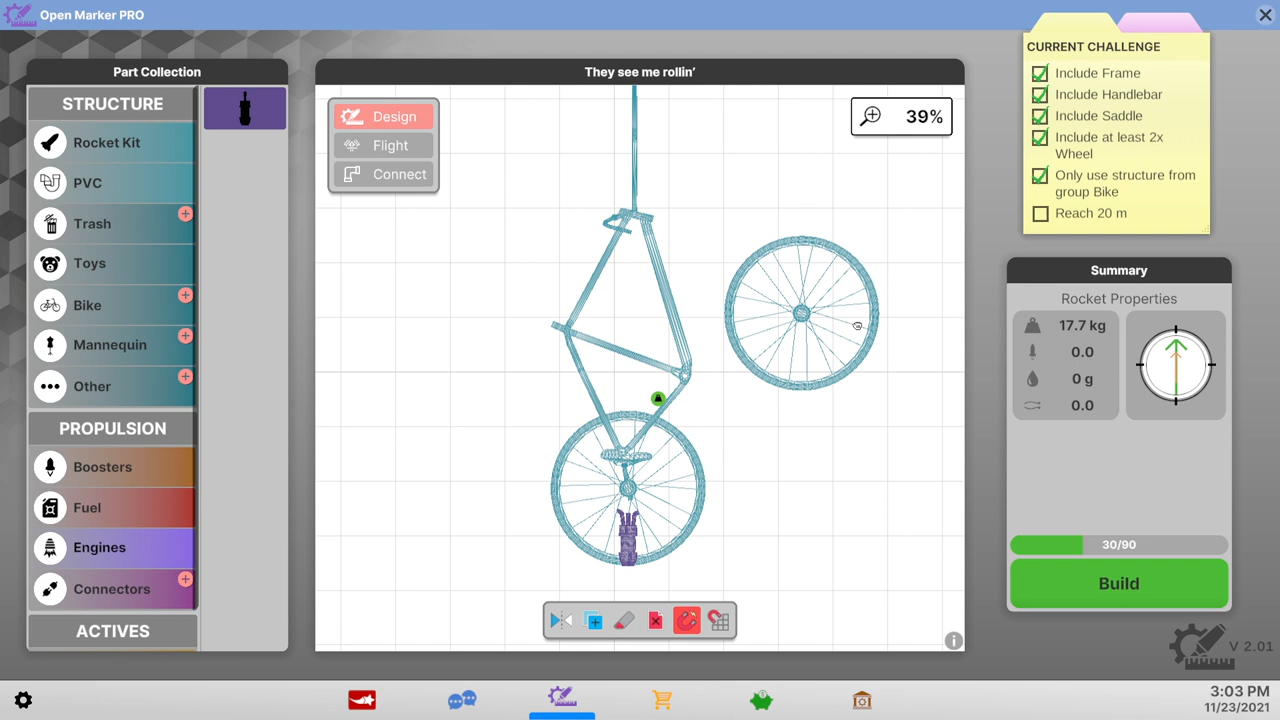 Open Marker PRO
Part Collection
STRUCTURE
Rocket Kit
PVC
Trash
Toys
Bike
Mannequin
Other
PROPULSION
Boosters
Fuel
Engines
Connectors
ACTIVES
They see me rollin'
Design
Flight
Connect
39%
CURRENT CHALLENGE
Include Frame
Include Handlebar
Include Saddle
Include at least 2x
Wheel
Only use structure from
group Bike
Reach 20 m
Summary
Rocket Properties
17.7 kg
0.0
0 g
0.0
30/90
Build
V 2.01
3:03 PM
11/23/2021